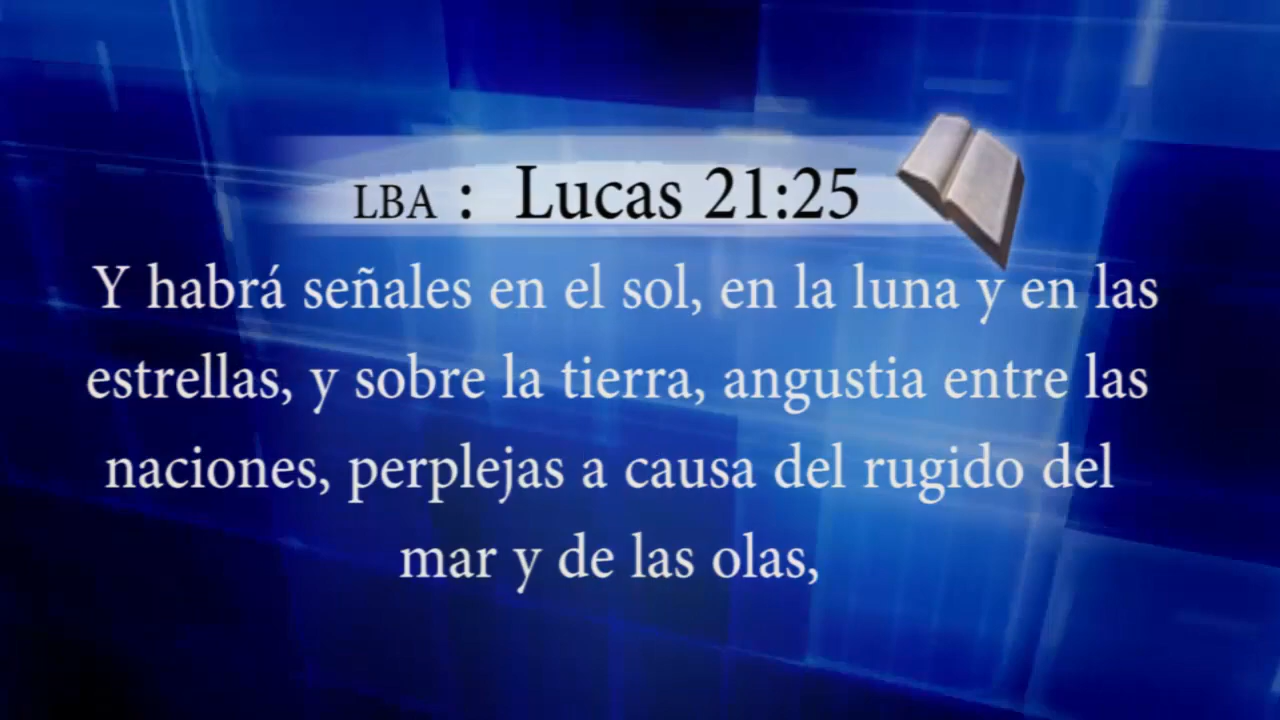 LBA : Lucas 21:25
Y habrá señales en el sol, en la luna y en las
estrellas, y sobre la tierra, angustia entre las
naciones, perplejas a causa del rugido del
mar y de las olas,